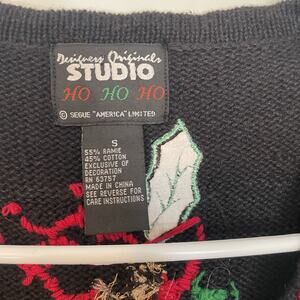 Designers Originals
STUDIO
HO HO HO
© SEGUE "AMERICA" LIMITED
S
55% RAMIE
45% COTTON
EXCLUSIVE OF
DECORATION
RN 63757
MADE IN CHINA
SEE REVERSE FOR
CARE INSTRUCTIONS